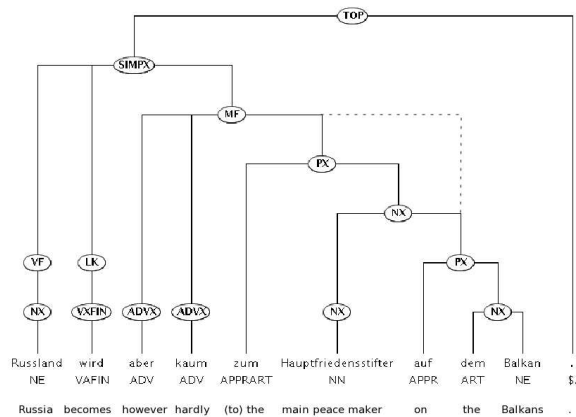 TOP
SIMPX
MF
PX
NX
VF LK PX
NX VXFIN ADVX ADVX NX NX
Russland wird aber kaum zum Hauptfriedensstifter auf dem Balkan .
NE VAFIN ADV ADV APPRART NN APPR ART NE $.
Russia becomes however hardly (to) the main peace maker on the Balkans .